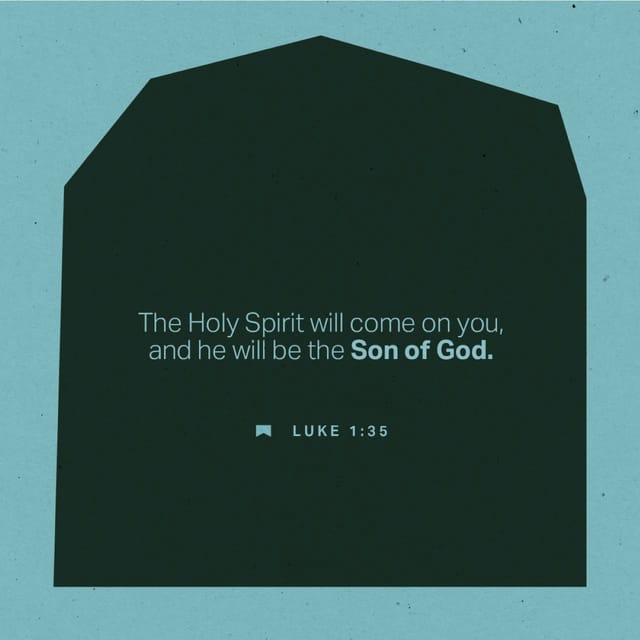 The Holy Spirit will come on you,
and he will be the Son of God.
LUKE 1:35